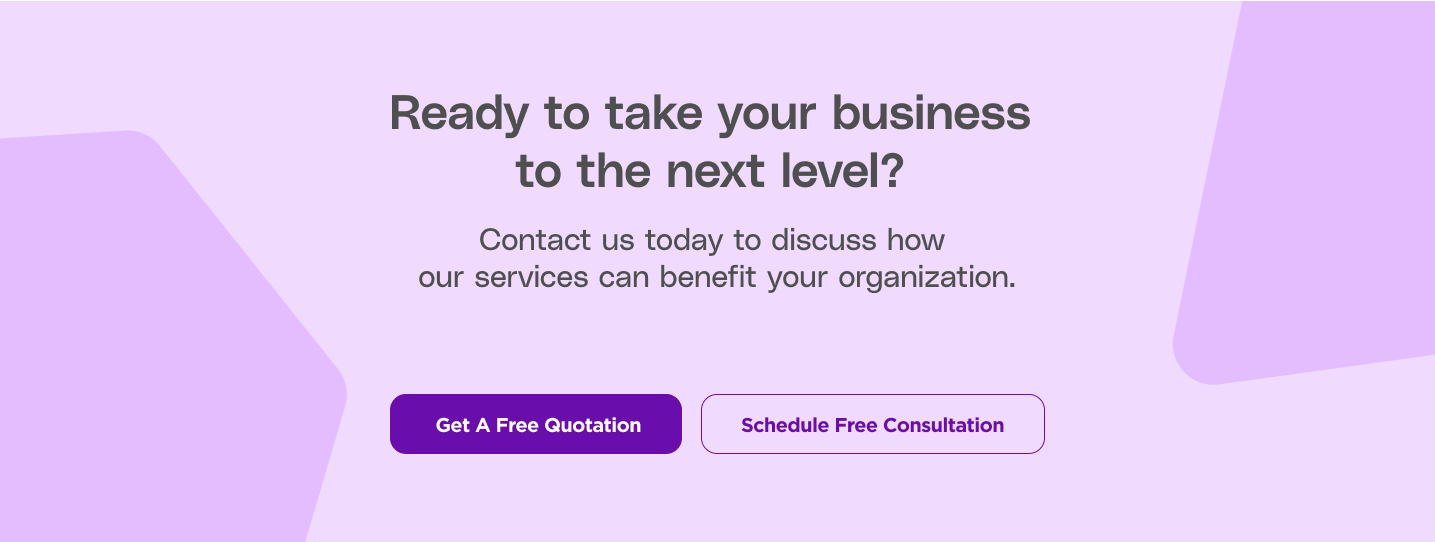 Ready to take your business
to the next level?
Contact us today to discuss how
our services can benefit your organization.
Get A Free Quotation
Schedule Free Consultation